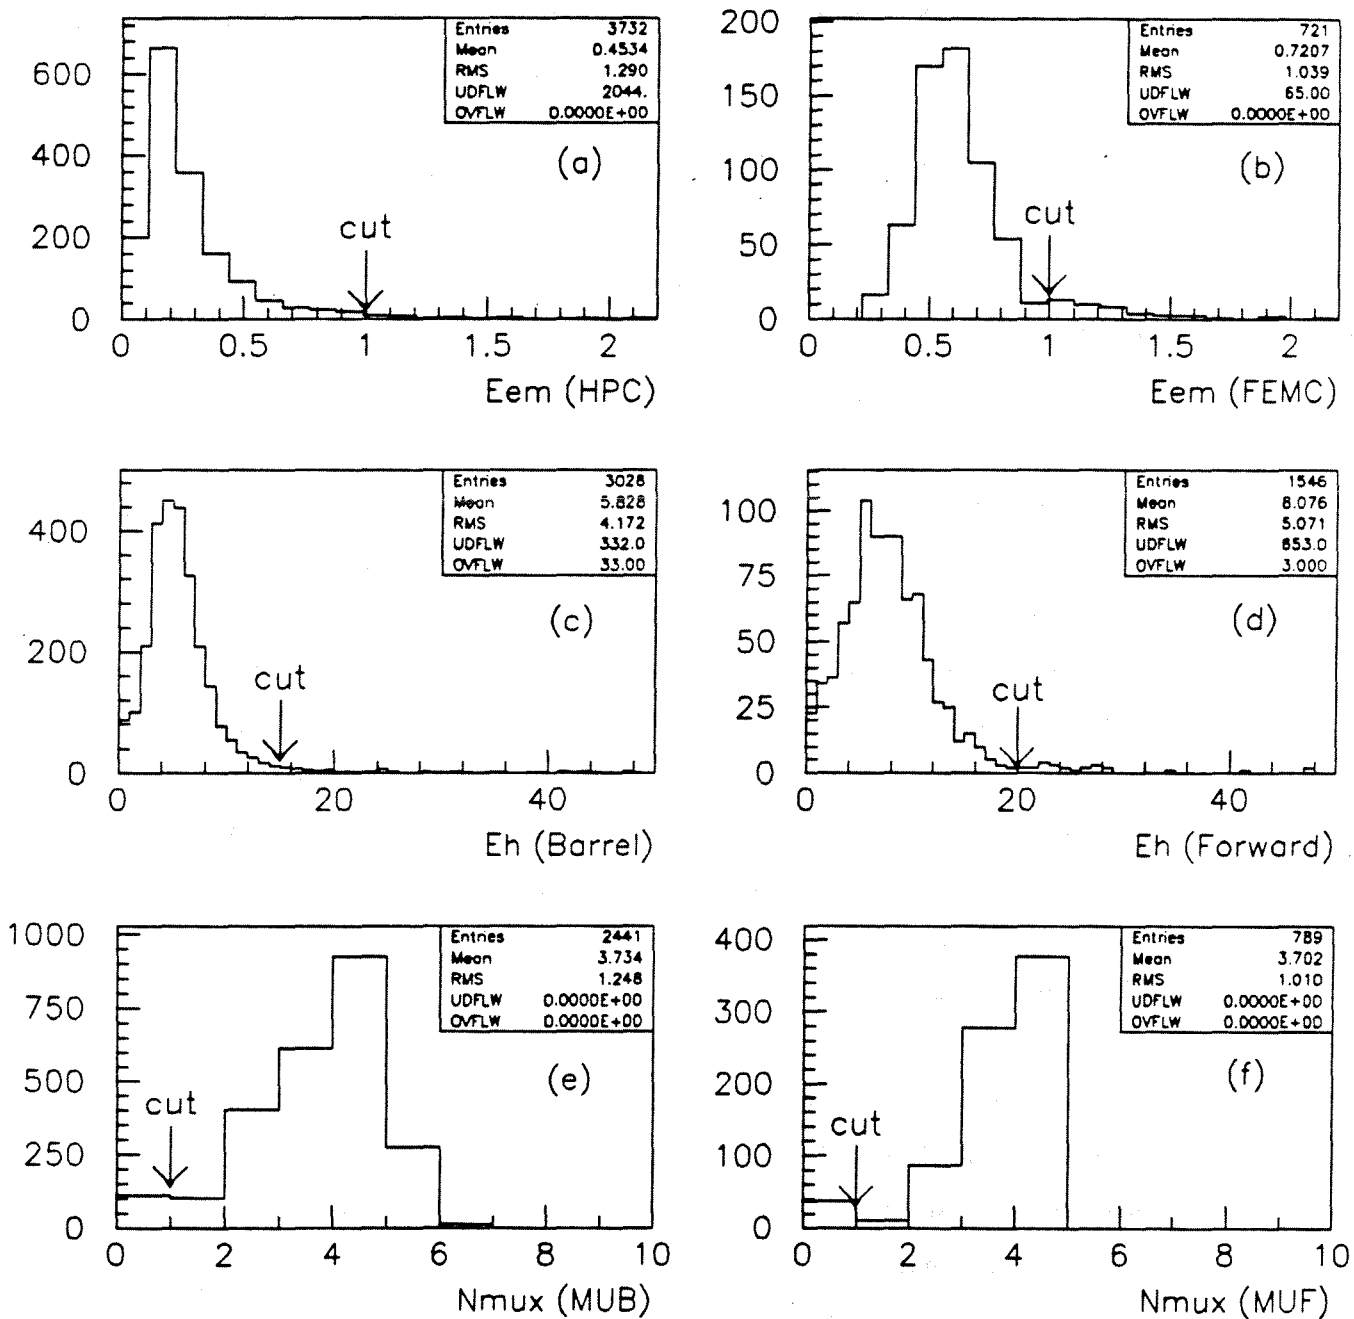 Entries 3732
Mean 0.4534
RMS 1.290
UDFLW 2044.
OVFLW 0.0000E+00
(a)
cut
600
400
200
0
0 0.5 1 1.5 2
Eem (HPC)
Entries 721
Mean 0.7207
RMS 1.039
UDFLW 65.00
OVFLW 0.0000E+00
(b)
cut
200
150
100
50
0
0 0.5 1 1.5 2
Eem (FEMC)
Entries 3028
Mean 5.828
RMS 4.172
UDFLW 332.0
OVFLW 33.00
(c)
cut
400
200
0
0 20 40
Eh (Barrel)
Entries 1546
Mean 8.076
RMS 5.071
UDFLW 653.0
OVFLW 3.000
(d)
cut
100
75
50
25
0
0 20 40
Eh (Forward)
Entries 2441
Mean 3.734
RMS 1.248
UDFLW 0.0000E+00
OVFLW 0.0000E+00
(e)
cut
1000
750
500
250
0
0 2 4 6 8 10
Nmux (MUB)
Entries 789
Mean 3.702
RMS 1.010
UDFLW 0.0000E+00
OVFLW 0.0000E+00
(f)
cut
400
300
200
100
0
0 2 4 6 8 10
Nmux (MUF)